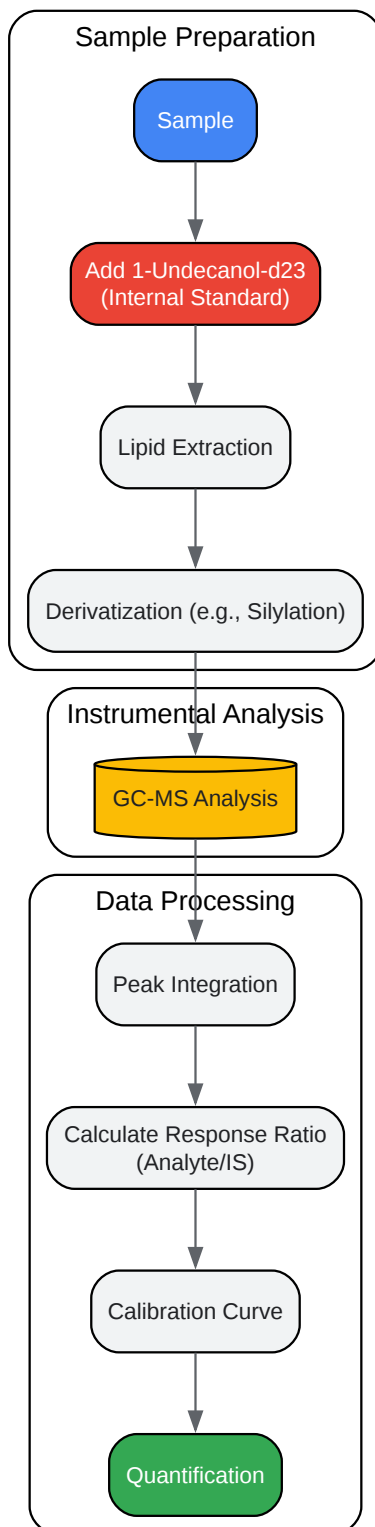 Sample Preparation
Sample
Add 1-Undecanol-d23
(Internal Standard)
Lipid Extraction
Derivatization (e.g., Silylation)
Instrumental Analysis
GC-MS Analysis
Data Processing
Peak Integration
Calculate Response Ratio
(Analyte/IS)
Calibration Curve
Quantification